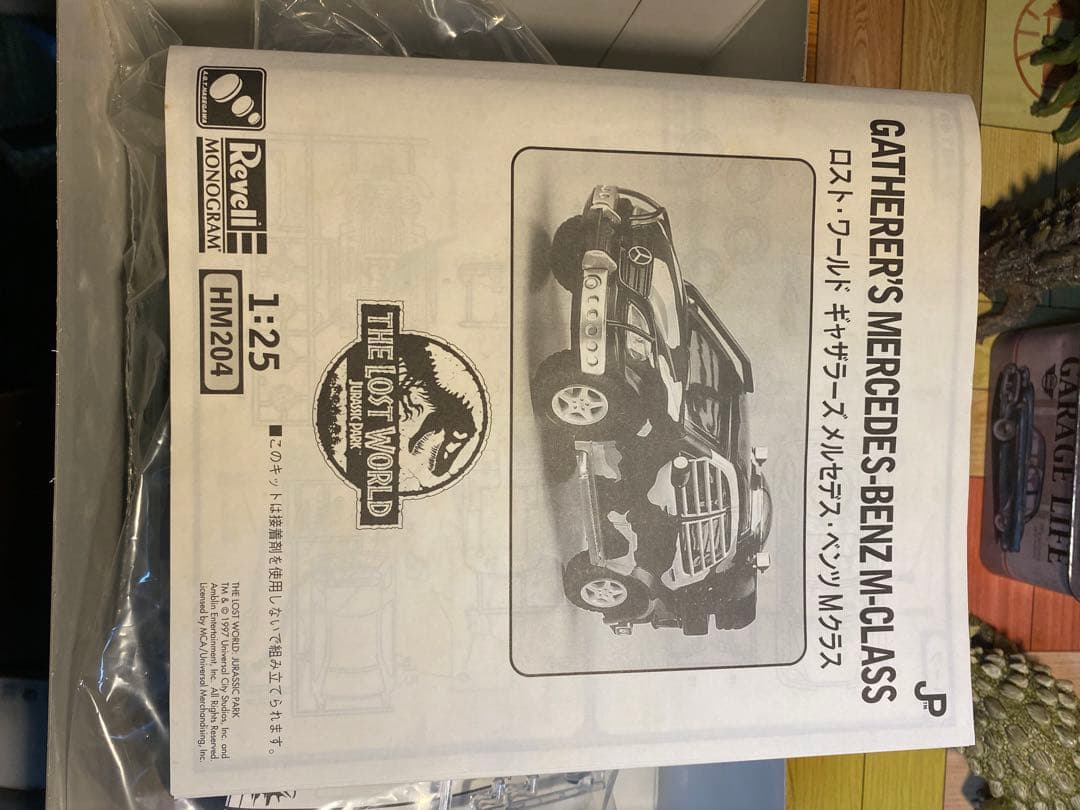 JP™
GATHERER'S MERCEDES-BENZ M-CLASS
ロスト・ワールド ギャザラーズ メルセデス・ベンツ Mクラス
THE LOST WORLD
JURASSIC PARK
■このキットは接着剤を使用しないで組み立てられます。
A.D.T. HASEGAWA
Revell
MONOGRAM
1:25
HM204
THE LOST WORLD: JURASSIC PARK
TM & © 1997 Universal City Studios, Inc. and
Amblin Entertainment, Inc. All Rights Reserved.
Licensed by MCA/Universal Merchandising, Inc.
GARAGE LIFE